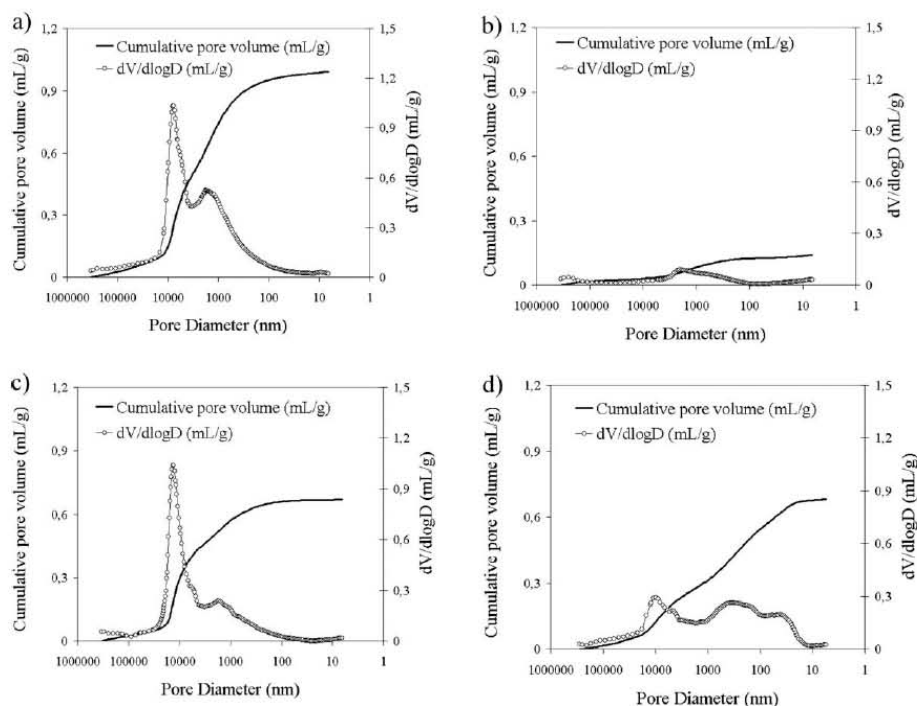 a)
Cumulative pore volume (mL/g)
dV/dlogD (mL/g)
1,2
0,9
0,6
0,3
0
1,5
1,2
0,9
0,6
0,3
0
Cumulative pore volume (mL/g)
dV/dlogD (mL/g)
1000000 100000 10000 1000 100 10 1
Pore Diameter (nm)
b)
Cumulative pore volume (mL/g)
dV/dlogD (mL/g)
1,2
0,9
0,6
0,3
0
1,5
1,2
0,9
0,6
0,3
0
Cumulative pore volume (mL/g)
dV/dlogD (mL/g)
1000000 100000 10000 1000 100 10 1
Pore Diameter (nm)
c)
Cumulative pore volume (mL/g)
dV/dlogD (mL/g)
1,2
0,9
0,6
0,3
0
1,5
1,2
0,9
0,6
0,3
0
Cumulative pore volume (mL/g)
dV/dlogD (mL/g)
1000000 100000 10000 1000 100 10 1
Pore Diameter (nm)
d)
Cumulative pore volume (mL/g)
dV/dlogD (mL/g)
1,2
0,9
0,6
0,3
0
1,5
1,2
0,9
0,6
0,3
0
Cumulative pore volume (mL/g)
dV/dlogD (mL/g)
1000000 100000 10000 1000 100 10 1
Pore Diameter (nm)